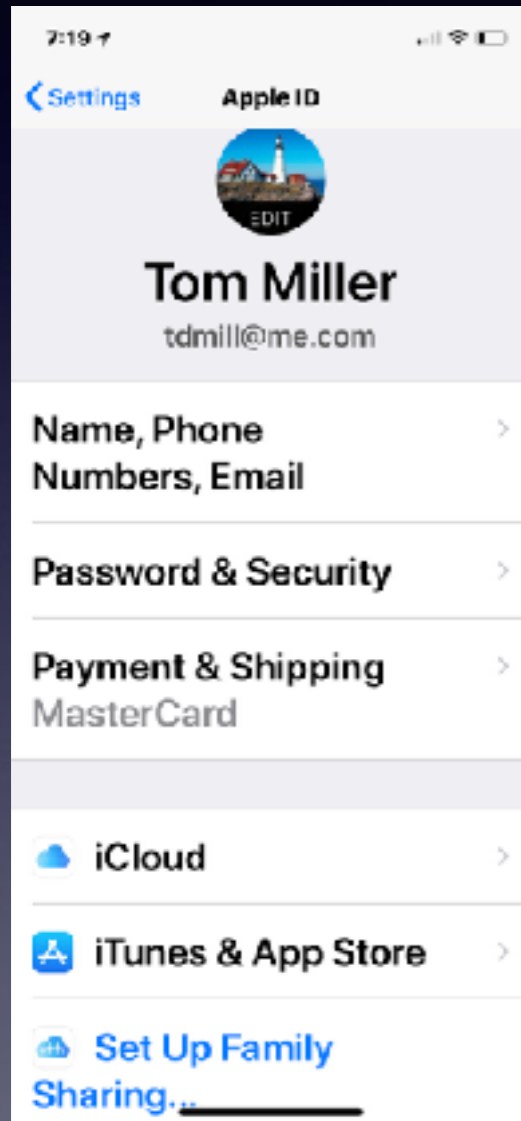 7:19
Settings
Apple ID
EDIT
Tom Miller
tdmill@me.com
Name, Phone
Numbers, Email
Password & Security
Payment & Shipping
MasterCard
iCloud
iTunes & App Store
Set Up Family
Sharing...